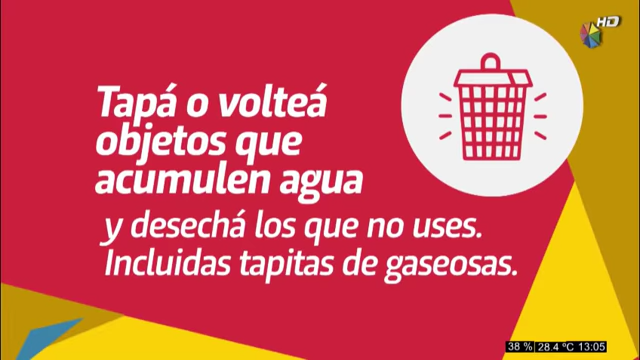 HD
Tapá o volteá
objetos que
acumulen agua
y desechá los que no uses.
Incluidas tapitas de gaseosas.
38 % 28.4 ºC 13:05